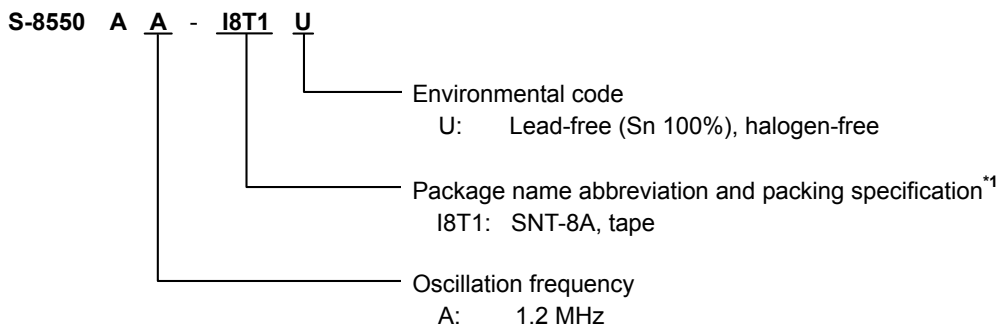 S-8550 A A - I8T1 U
Environmental code
U: Lead-free (Sn 100%), halogen-free
Package name abbreviation and packing specification*1
I8T1: SNT-8A, tape
Oscillation frequency
A: 1.2 MHz